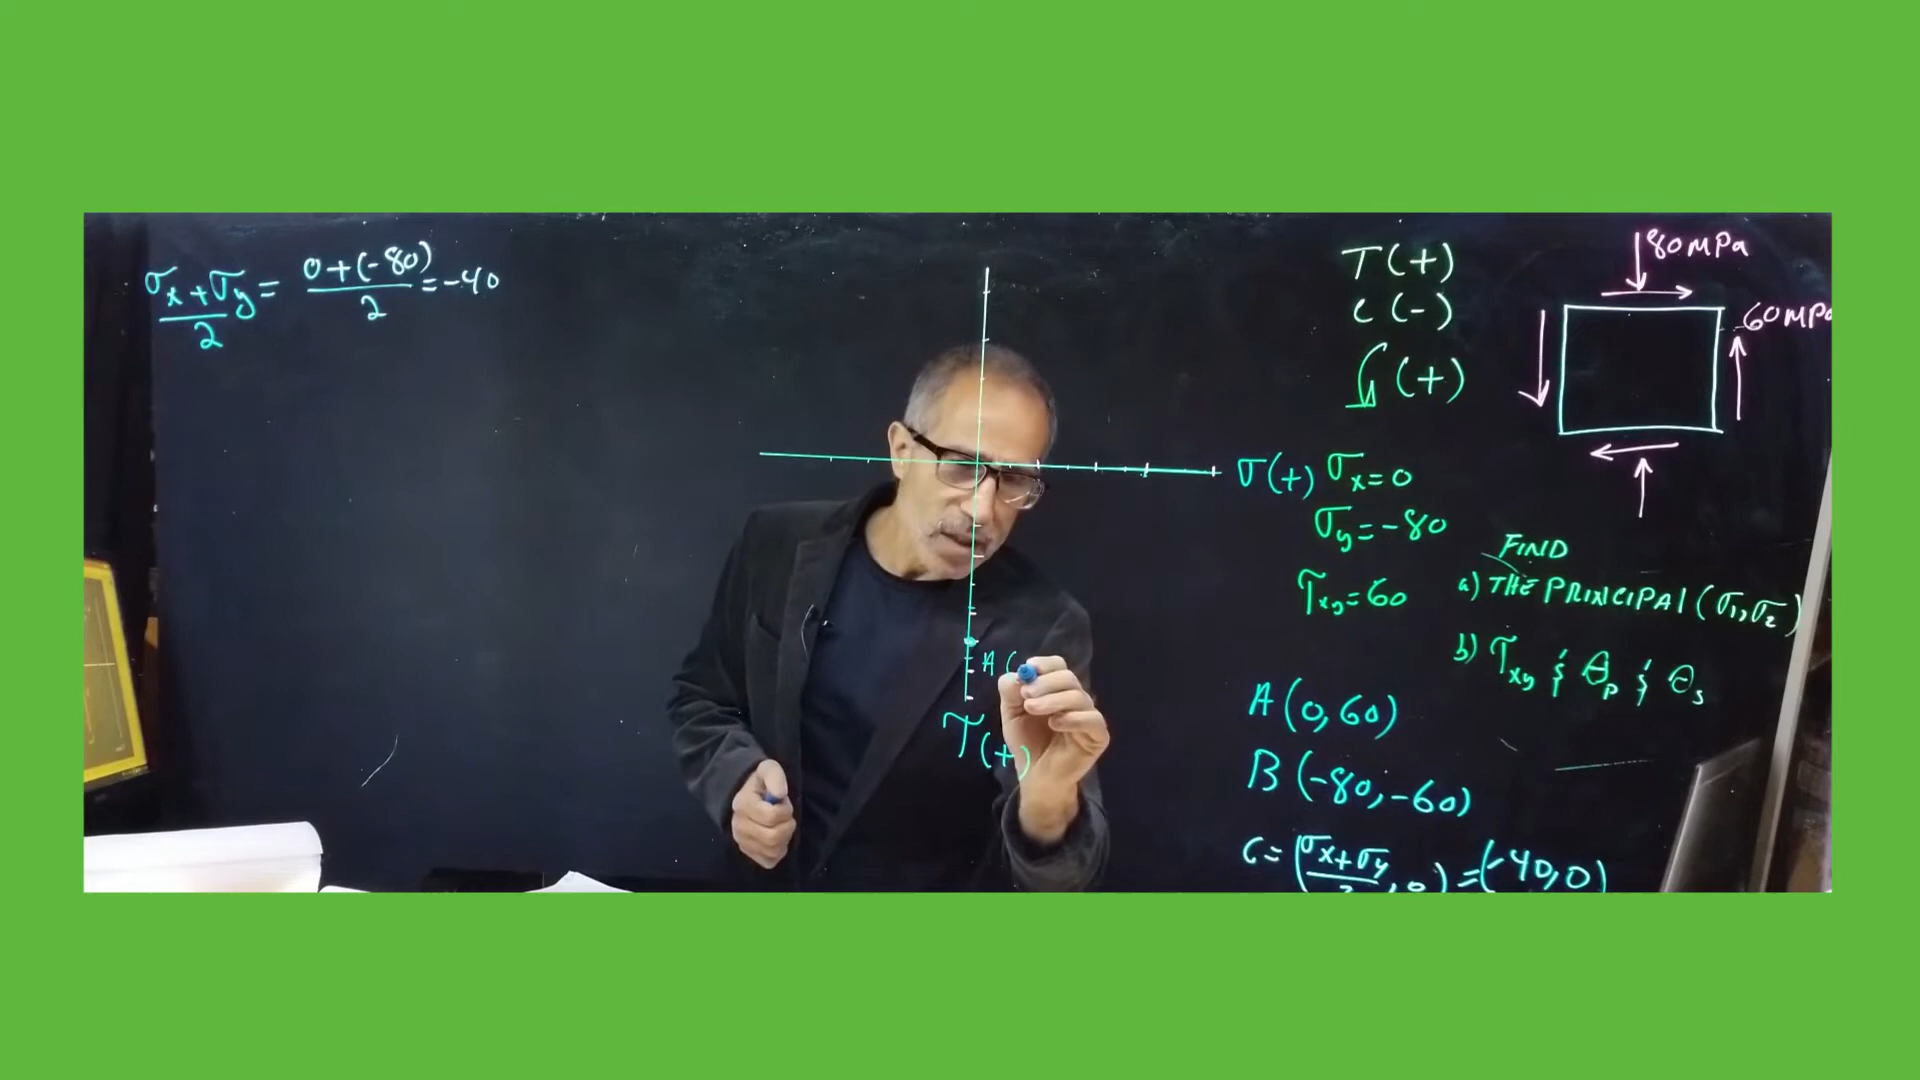 σx+σy/2 = 0+(-80)/2 = -40
T(+)
C(-)
(+)
80MPa
60MPa
σ(+)
σx=0
σy=-80
τxy=60
FIND
a) THE PRINCIPAL (σ1,σ2)
b) τxy & θp & θs
A (
τ(+)
A (0,60)
B (-80,-60)
C = (σx+σy/2, 0) = (-40,0)